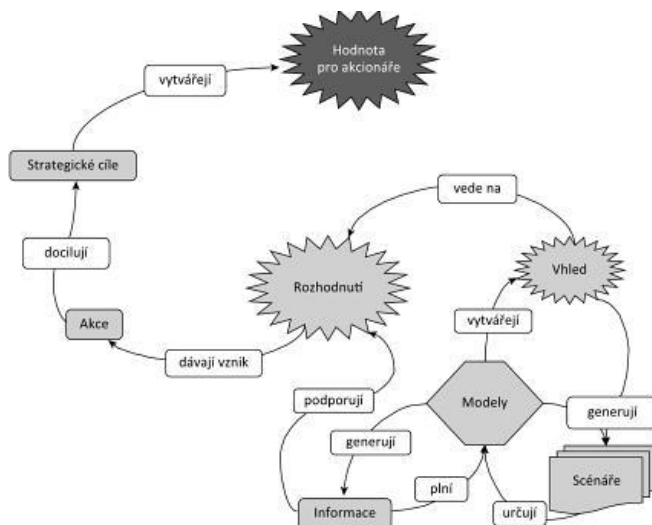 Hodnota
pro akcionáře
vytvářejí
Strategické cíle
vede na
docilují
Rozhodnutí
Vhled
Akce
vytvářejí
dávají vznik
podporují
Modely
generují
generují
plní
Scénáře
Informace
určují